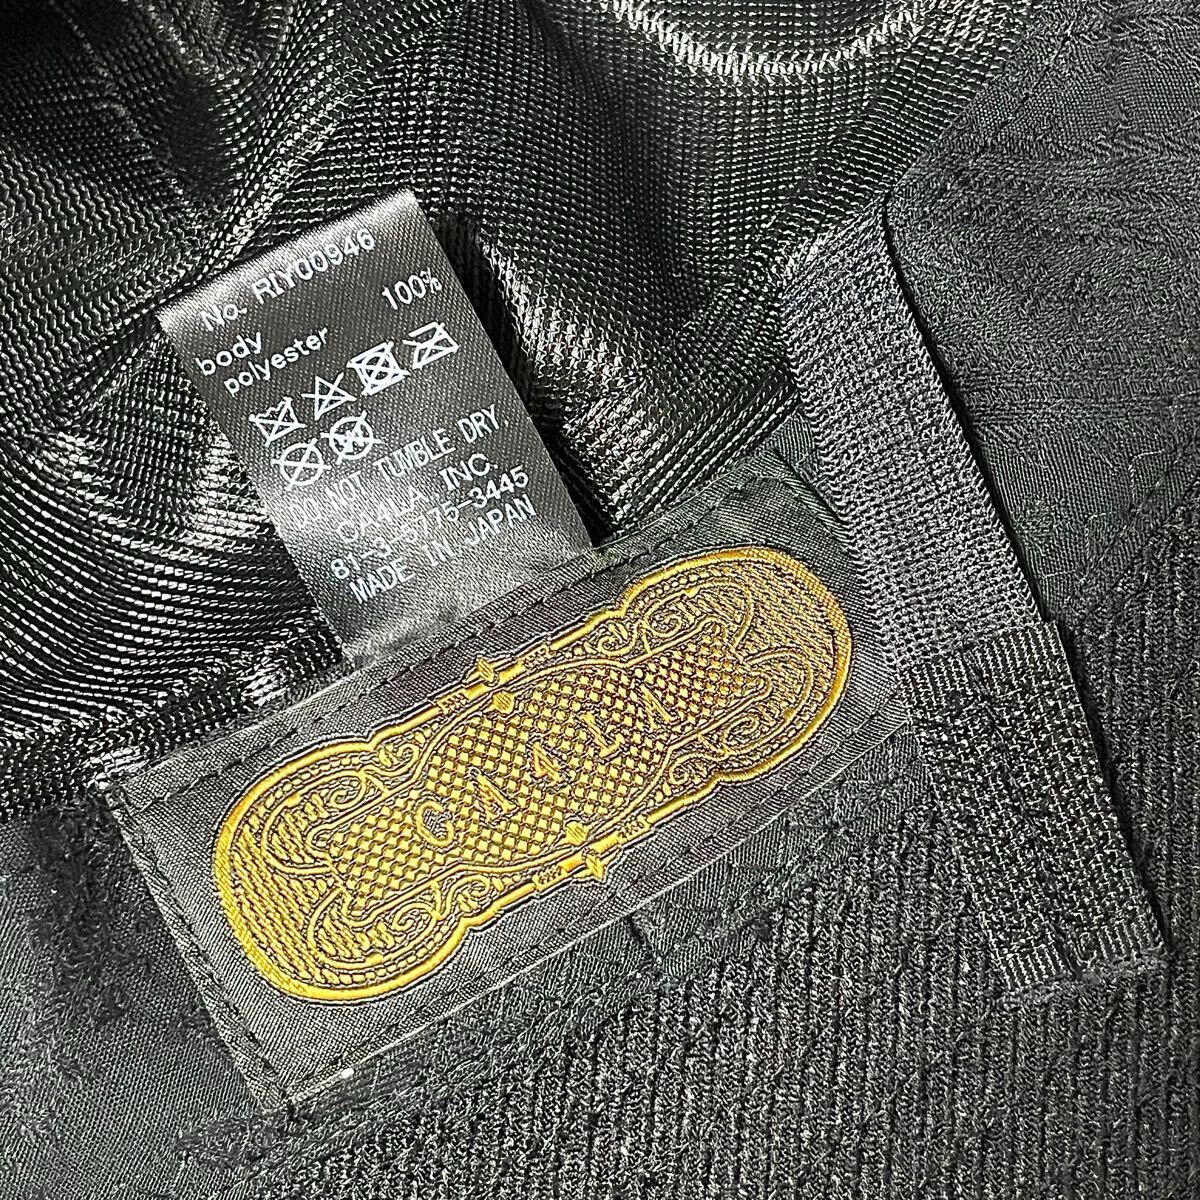 No. RIY00946
body
polyester 100%
DO NOT TUMBLE DRY.
CA4LA INC.
81-3-5775-3445
MADE IN JAPAN
CA4LA